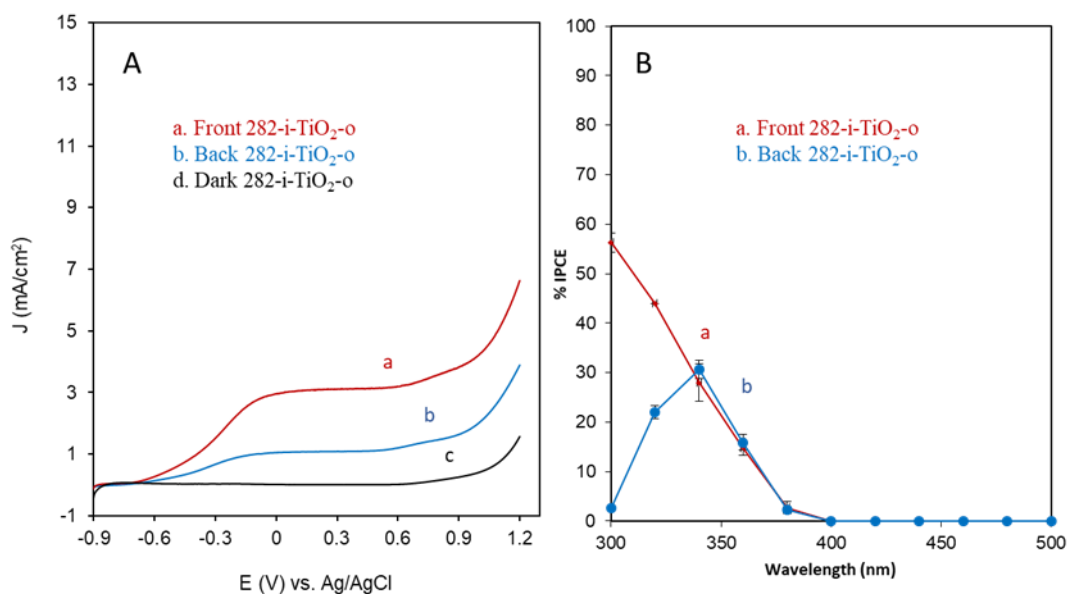 A
a. Front 282-i-TiO₂-o
b. Back 282-i-TiO₂-o
d. Dark 282-i-TiO₂-o
15
13
11
9
7
5
3
1
-1
J (mA/cm²)
a
b
c
-0.9
-0.6
-0.3
0
0.3
0.6
0.9
1.2
E (V) vs. Ag/AgCl
B
a. Front 282-i-TiO₂-o
b. Back 282-i-TiO₂-o
100
90
80
70
60
50
40
30
20
10
0
% IPCE
a
b
300
350
400
450
500
Wavelength (nm)